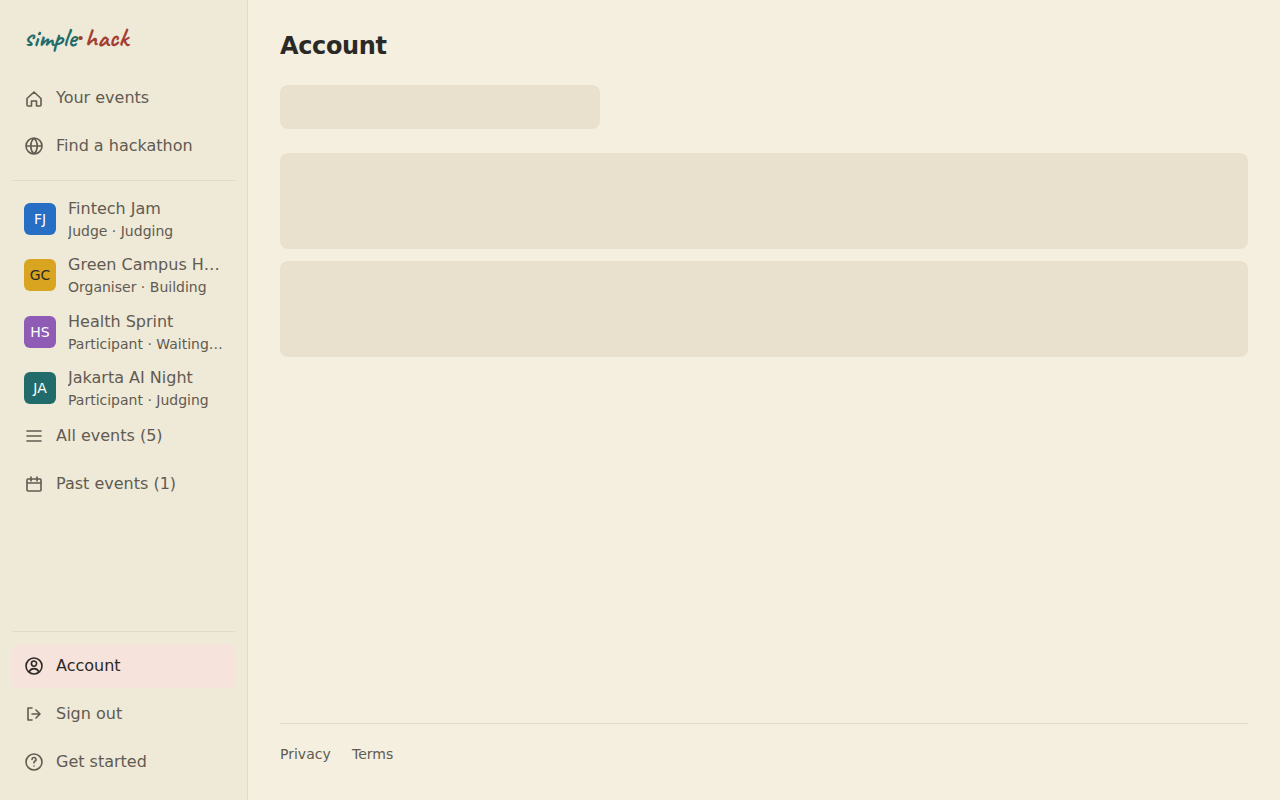 simple·hack
Your events
Find a hackathon
FJ
Fintech Jam
Judge · Judging
GC
Green Campus H...
Organiser · Building
HS
Health Sprint
Participant · Waiting...
JA
Jakarta AI Night
Participant · Judging
All events (5)
Past events (1)
Account
Sign out
Get started
Account
Privacy
Terms